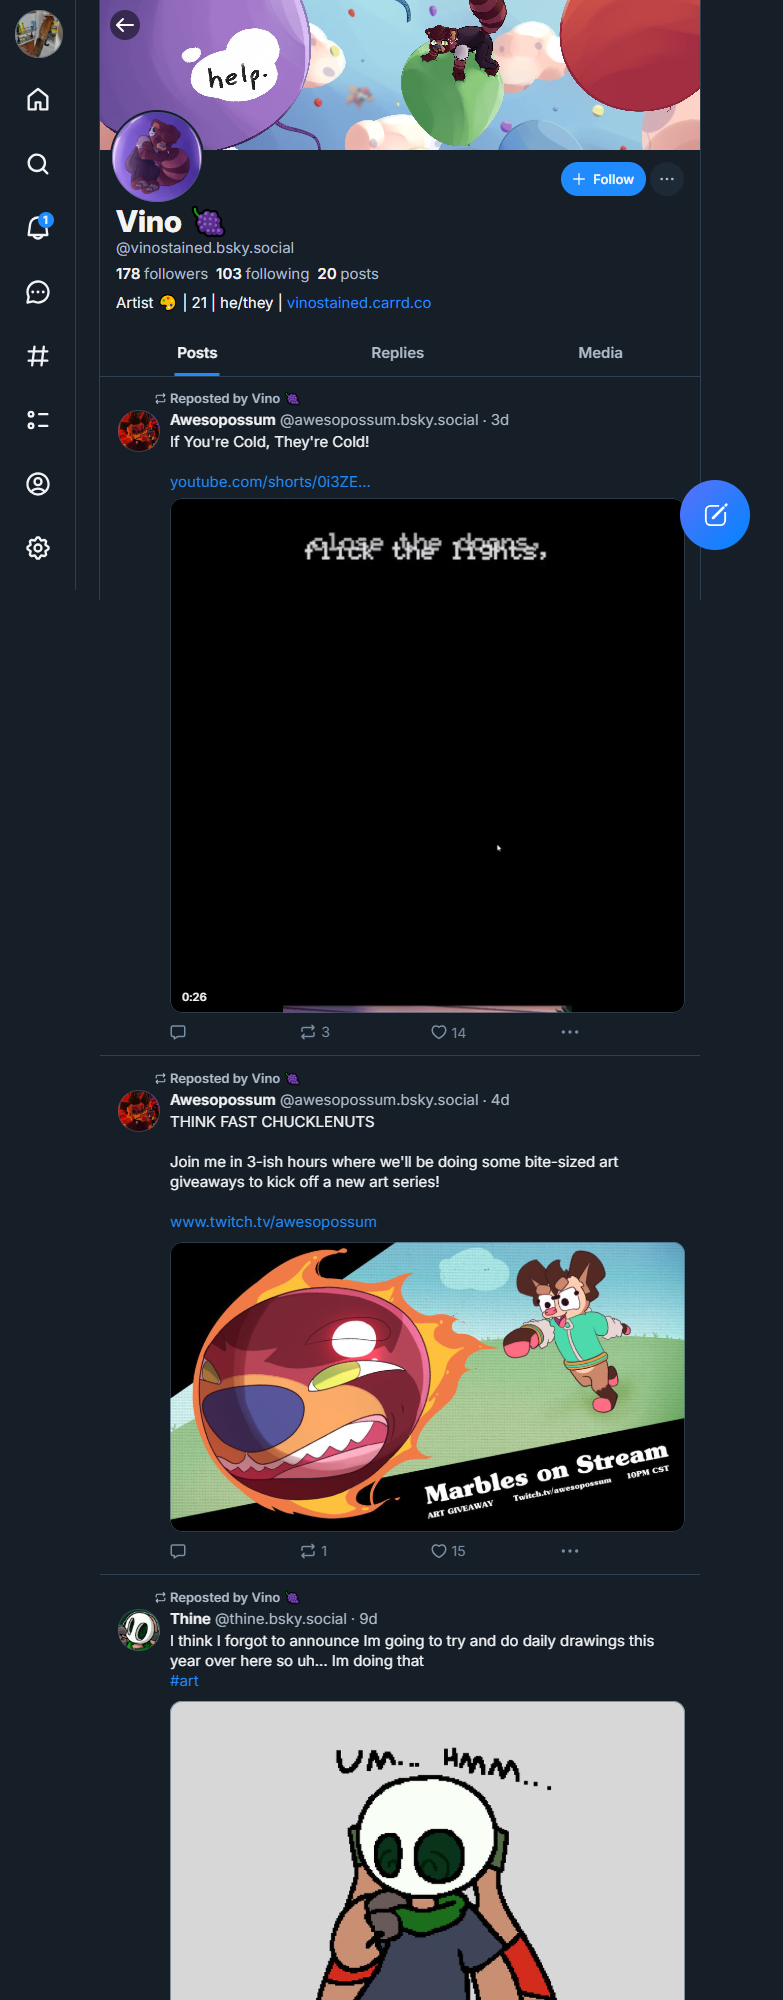 help.
Follow
Vino 🍇
@vinostained.bsky.social
178 followers 103 following 20 posts
Artist 🎨 | 21 | he/they | vinostained.carrd.co
Posts Replies Media
Reposted by Vino 🍇
Awesopossum @awesopossum.bsky.social · 3d
If You're Cold, They're Cold!
youtube.com/shorts/0i3ZE...
1
close the doors,
flick the lights,
0:26
3 14
Reposted by Vino 🍇
Awesopossum @awesopossum.bsky.social · 4d
THINK FAST CHUCKLENUTS
Join me in 3-ish hours where we'll be doing some bite-sized art
giveaways to kick off a new art series!
www.twitch.tv/awesopossum
Marbles on Stream
ART GIVEAWAY Twitch.tv/awesopossum 10PM CST
1 15
Reposted by Vino 🍇
Thine @thine.bsky.social · 9d
I think I forgot to announce Im going to try and do daily drawings this
year over here so uh... Im doing that
#art
UM... HMM...